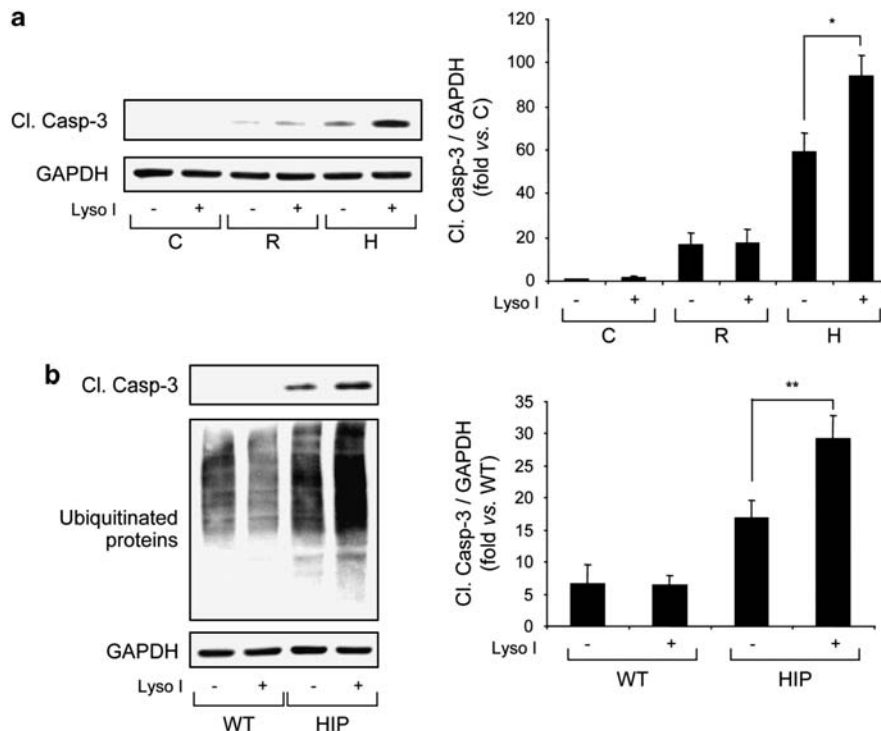 a
Cl. Casp-3
GAPDH
Lyso I - + - + - +
C R H
Cl. Casp-3 / GAPDH
(fold vs. C)
120
100
80
60
40
20
0
*
Lyso I - + - + - +
C R H
b
Cl. Casp-3
Ubiquitinated
proteins
GAPDH
Lyso I - + - +
WT HIP
Cl. Casp-3 / GAPDH
(fold vs. WT)
35
30
25
20
15
10
5
0
**
Lyso I - + - +
WT HIP